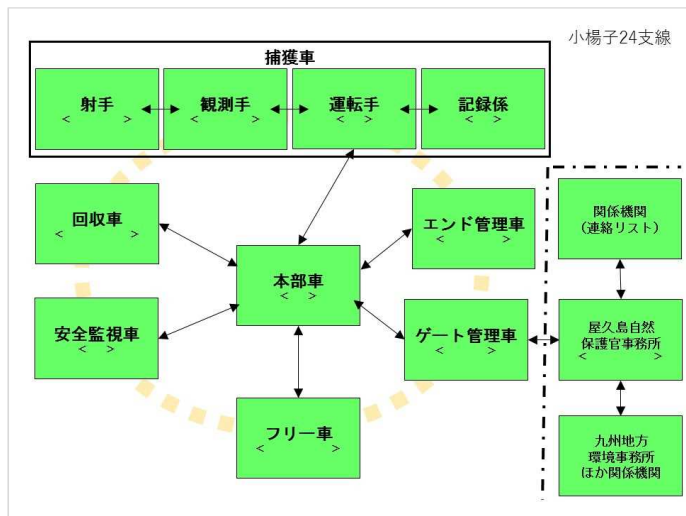 小楊子24支線
捕獲車
射手
< >
観測手
< >
運転手
< >
記録係
< >
回収車
< >
エンド管理車
< >
関係機関
(連絡リスト)
本部車
< >
安全監視車
< >
ゲート管理車
< >
屋久島自然
保護官事務所
< >
フリー車
< >
九州地方
環境事務所
ほか関係機関